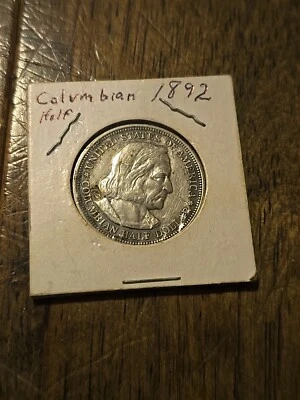 Columbian 1892
Half
UNITED STATES OF AMERICA
COLUMBIAN HALF DOLLAR